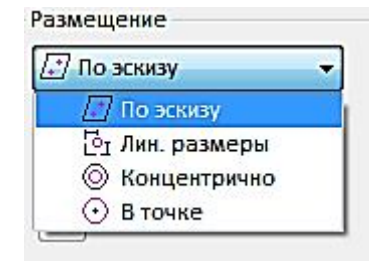 Размещение
По эскизу
По эскизу
Лин. размеры
Концентрично
В точке